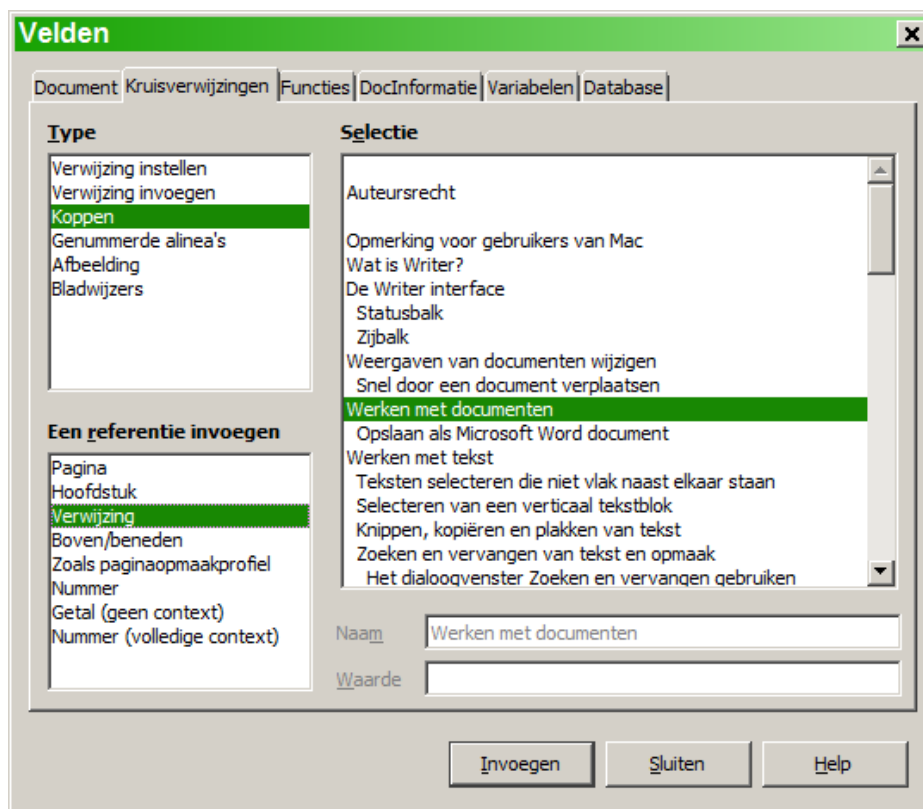 Velden
Document Kruisverwijzingen Functies DocInformatie Variabelen Database
Type
Verwijzing instellen
Verwijzing invoegen
Koppen
Genummerde alinea's
Afbeelding
Bladwijzers
Een referentie invoegen
Pagina
Hoofdstuk
Verwijzing
Boven/beneden
Zoals paginaopmaakprofiel
Nummer
Getal (geen context)
Nummer (volledige context)
Selectie
Auteursrecht
Opmerking voor gebruikers van Mac
Wat is Writer?
De Writer interface
Statusbalk
Zijbalk
Weergaven van documenten wijzigen
Snel door een document verplaatsen
Werken met documenten
Opslaan als Microsoft Word document
Werken met tekst
Teksten selecteren die niet vlak naast elkaar staan
Selecteren van een verticaal tekstblok
Knippen, kopiëren en plakken van tekst
Zoeken en vervangen van tekst en opmaak
Het dialoogvenster Zoeken en vervangen gebruiken
Naam Werken met documenten
Waarde
Invoegen Sluiten Help